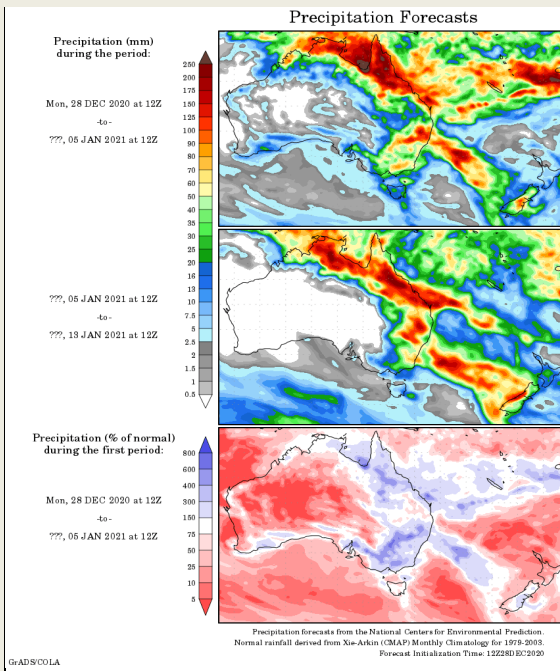 Precipitation Forecasts
Precipitation (mm)
during the period:
Mon, 28 DEC 2020 at 12Z
-to-
???, 05 JAN 2021 at 12Z
250
200
175
150
125
100
90
80
70
60
50
40
35
30
25
20
16
13
10
7.5
5
2.5
2
1.5
1
0.5
???, 05 JAN 2021 at 12Z
-to-
???, 13 JAN 2021 at 12Z
Precipitation (% of normal)
during the first period:
Mon, 28 DEC 2020 at 12Z
-to-
???, 05 JAN 2021 at 12Z
800
600
400
300
150
75
50
25
10
5
Precipitation forecasts from the National Centers for Environmental Prediction.
Normal rainfall derived from Xie-Arkin (CMAP) Monthly Climatology for 1979-2003.
Forecast Initialization Time: 12Z28DEC2020
GrADS/COLA